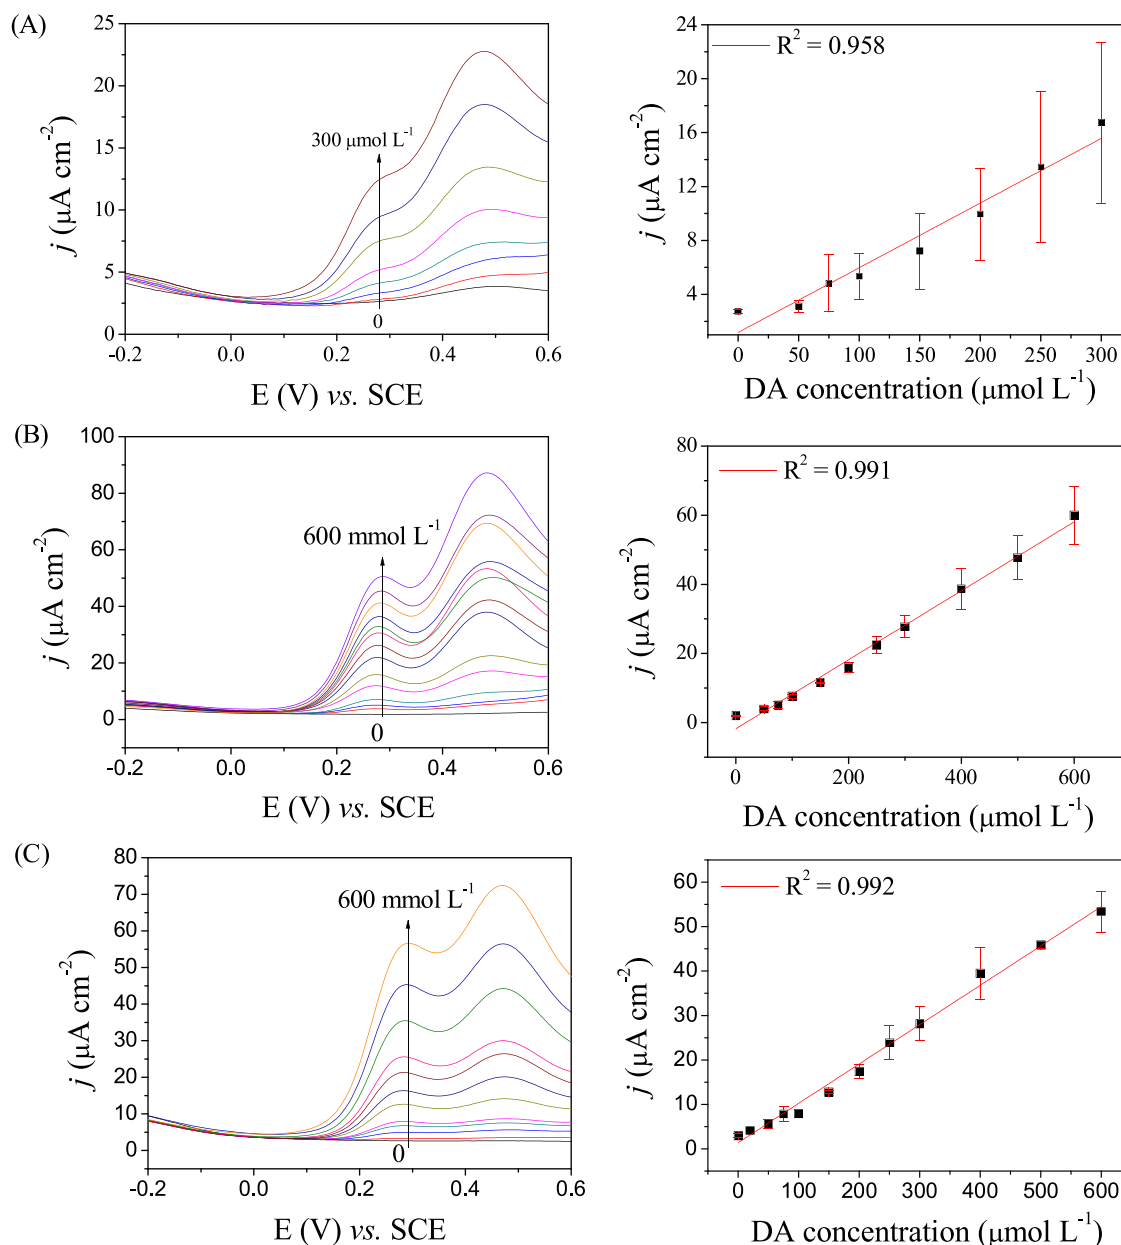 (A)
25
20
15
10
5
0
j (μA cm⁻²)
300 μmol L⁻¹
0
-0.2 0.0 0.2 0.4 0.6
E (V) vs. SCE
24
20
16
12
8
4
j (μA cm⁻²)
R² = 0.958
0 50 100 150 200 250 300
DA concentration (μmol L⁻¹)
(B)
100
80
60
40
20
0
j (μA cm⁻²)
600 mmol L⁻¹
0
-0.2 0.0 0.2 0.4 0.6
E (V) vs. SCE
80
60
40
20
0
j (μA cm⁻²)
R² = 0.991
0 200 400 600
DA concentration (μmol L⁻¹)
(C)
80
70
60
50
40
30
20
10
0
j (μA cm⁻²)
600 mmol L⁻¹
0
-0.2 0.0 0.2 0.4 0.6
E (V) vs. SCE
60
50
40
30
20
10
0
j (μA cm⁻²)
R² = 0.992
0 100 200 300 400 500 600
DA concentration (μmol L⁻¹)